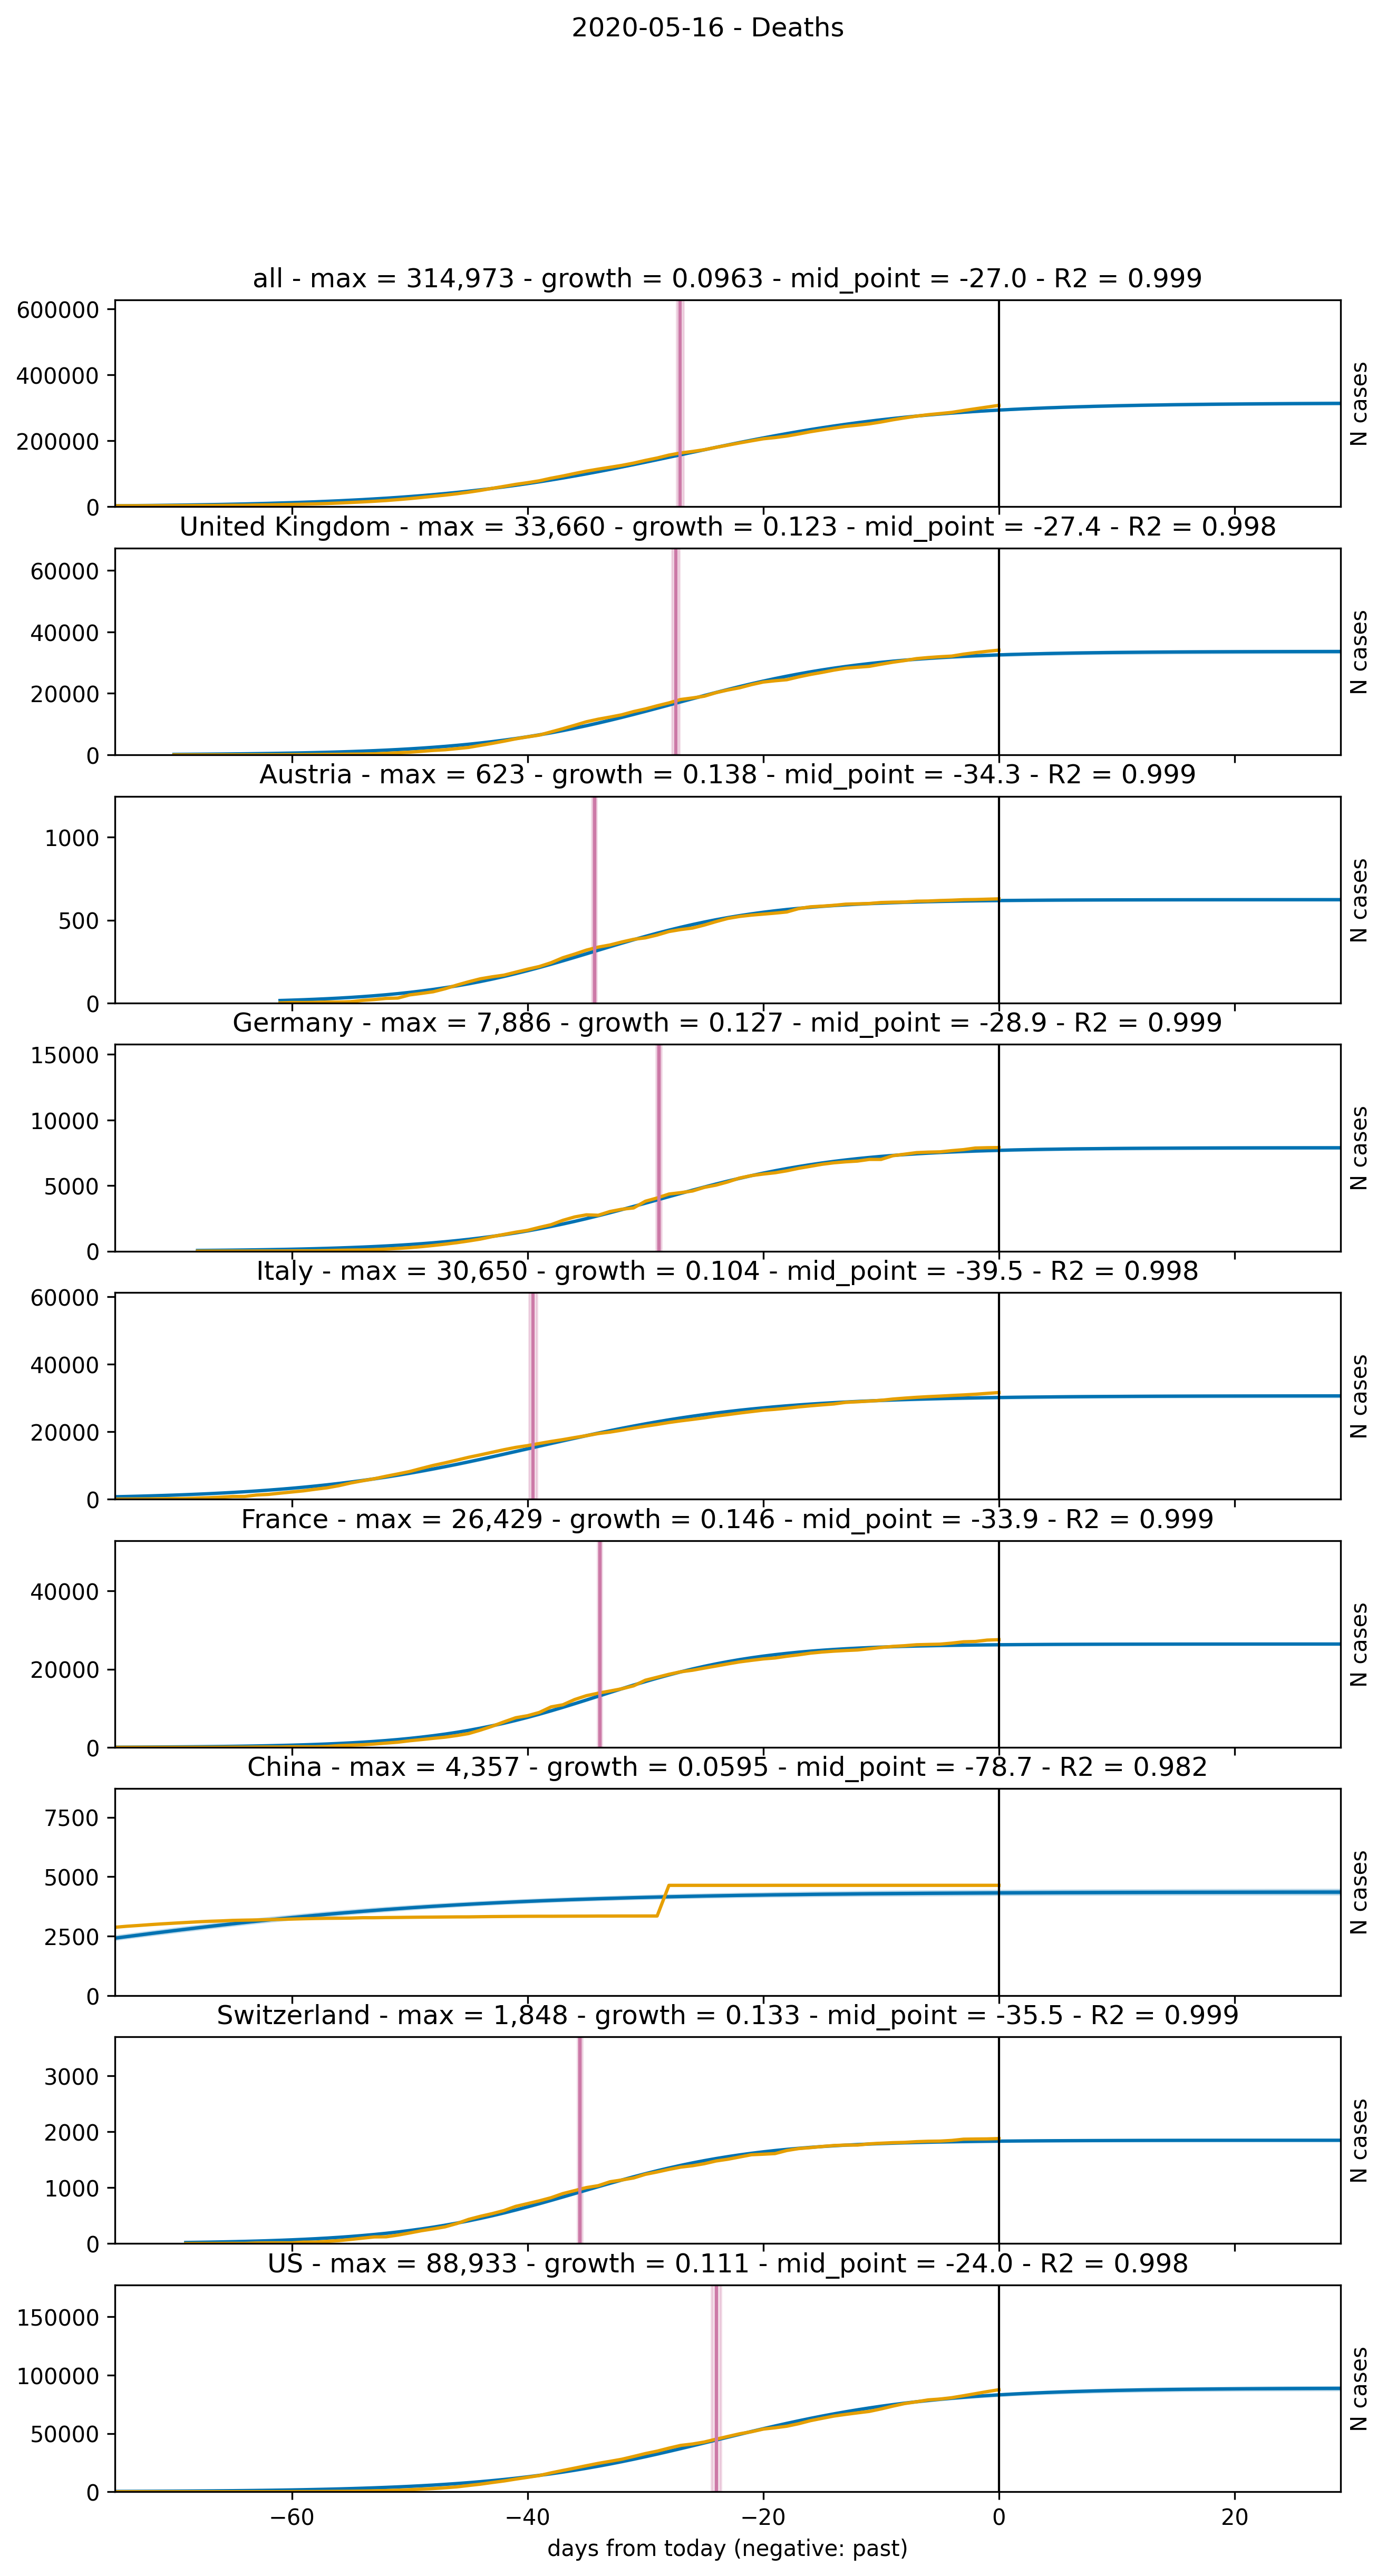 2020-05-16 - Deaths
all - max = 314,973 - growth = 0.0963 - mid_point = -27.0 - R2 = 0.999
600000
400000
200000
0
N cases
United Kingdom - max = 33,660 - growth = 0.123 - mid_point = -27.4 - R2 = 0.998
60000
40000
20000
0
N cases
Austria - max = 623 - growth = 0.138 - mid_point = -34.3 - R2 = 0.999
1000
500
0
N cases
Germany - max = 7,886 - growth = 0.127 - mid_point = -28.9 - R2 = 0.999
15000
10000
5000
0
N cases
Italy - max = 30,650 - growth = 0.104 - mid_point = -39.5 - R2 = 0.998
60000
40000
20000
0
N cases
France - max = 26,429 - growth = 0.146 - mid_point = -33.9 - R2 = 0.999
40000
20000
0
N cases
China - max = 4,357 - growth = 0.0595 - mid_point = -78.7 - R2 = 0.982
7500
5000
2500
0
N cases
Switzerland - max = 1,848 - growth = 0.133 - mid_point = -35.5 - R2 = 0.999
3000
2000
1000
0
N cases
US - max = 88,933 - growth = 0.111 - mid_point = -24.0 - R2 = 0.998
150000
100000
50000
0
N cases
−60 −40 −20 0 20
days from today (negative: past)